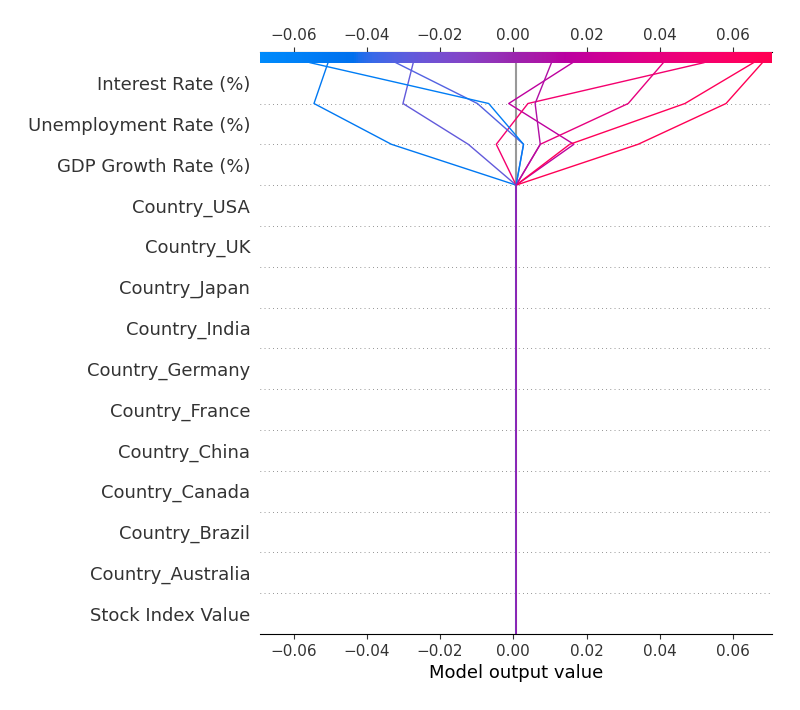 −0.06 −0.04 −0.02 0.00 0.02 0.04 0.06
Interest Rate (%)
Unemployment Rate (%)
GDP Growth Rate (%)
Country_USA
Country_UK
Country_Japan
Country_India
Country_Germany
Country_France
Country_China
Country_Canada
Country_Brazil
Country_Australia
Stock Index Value
−0.06 −0.04 −0.02 0.00 0.02 0.04 0.06
Model output value